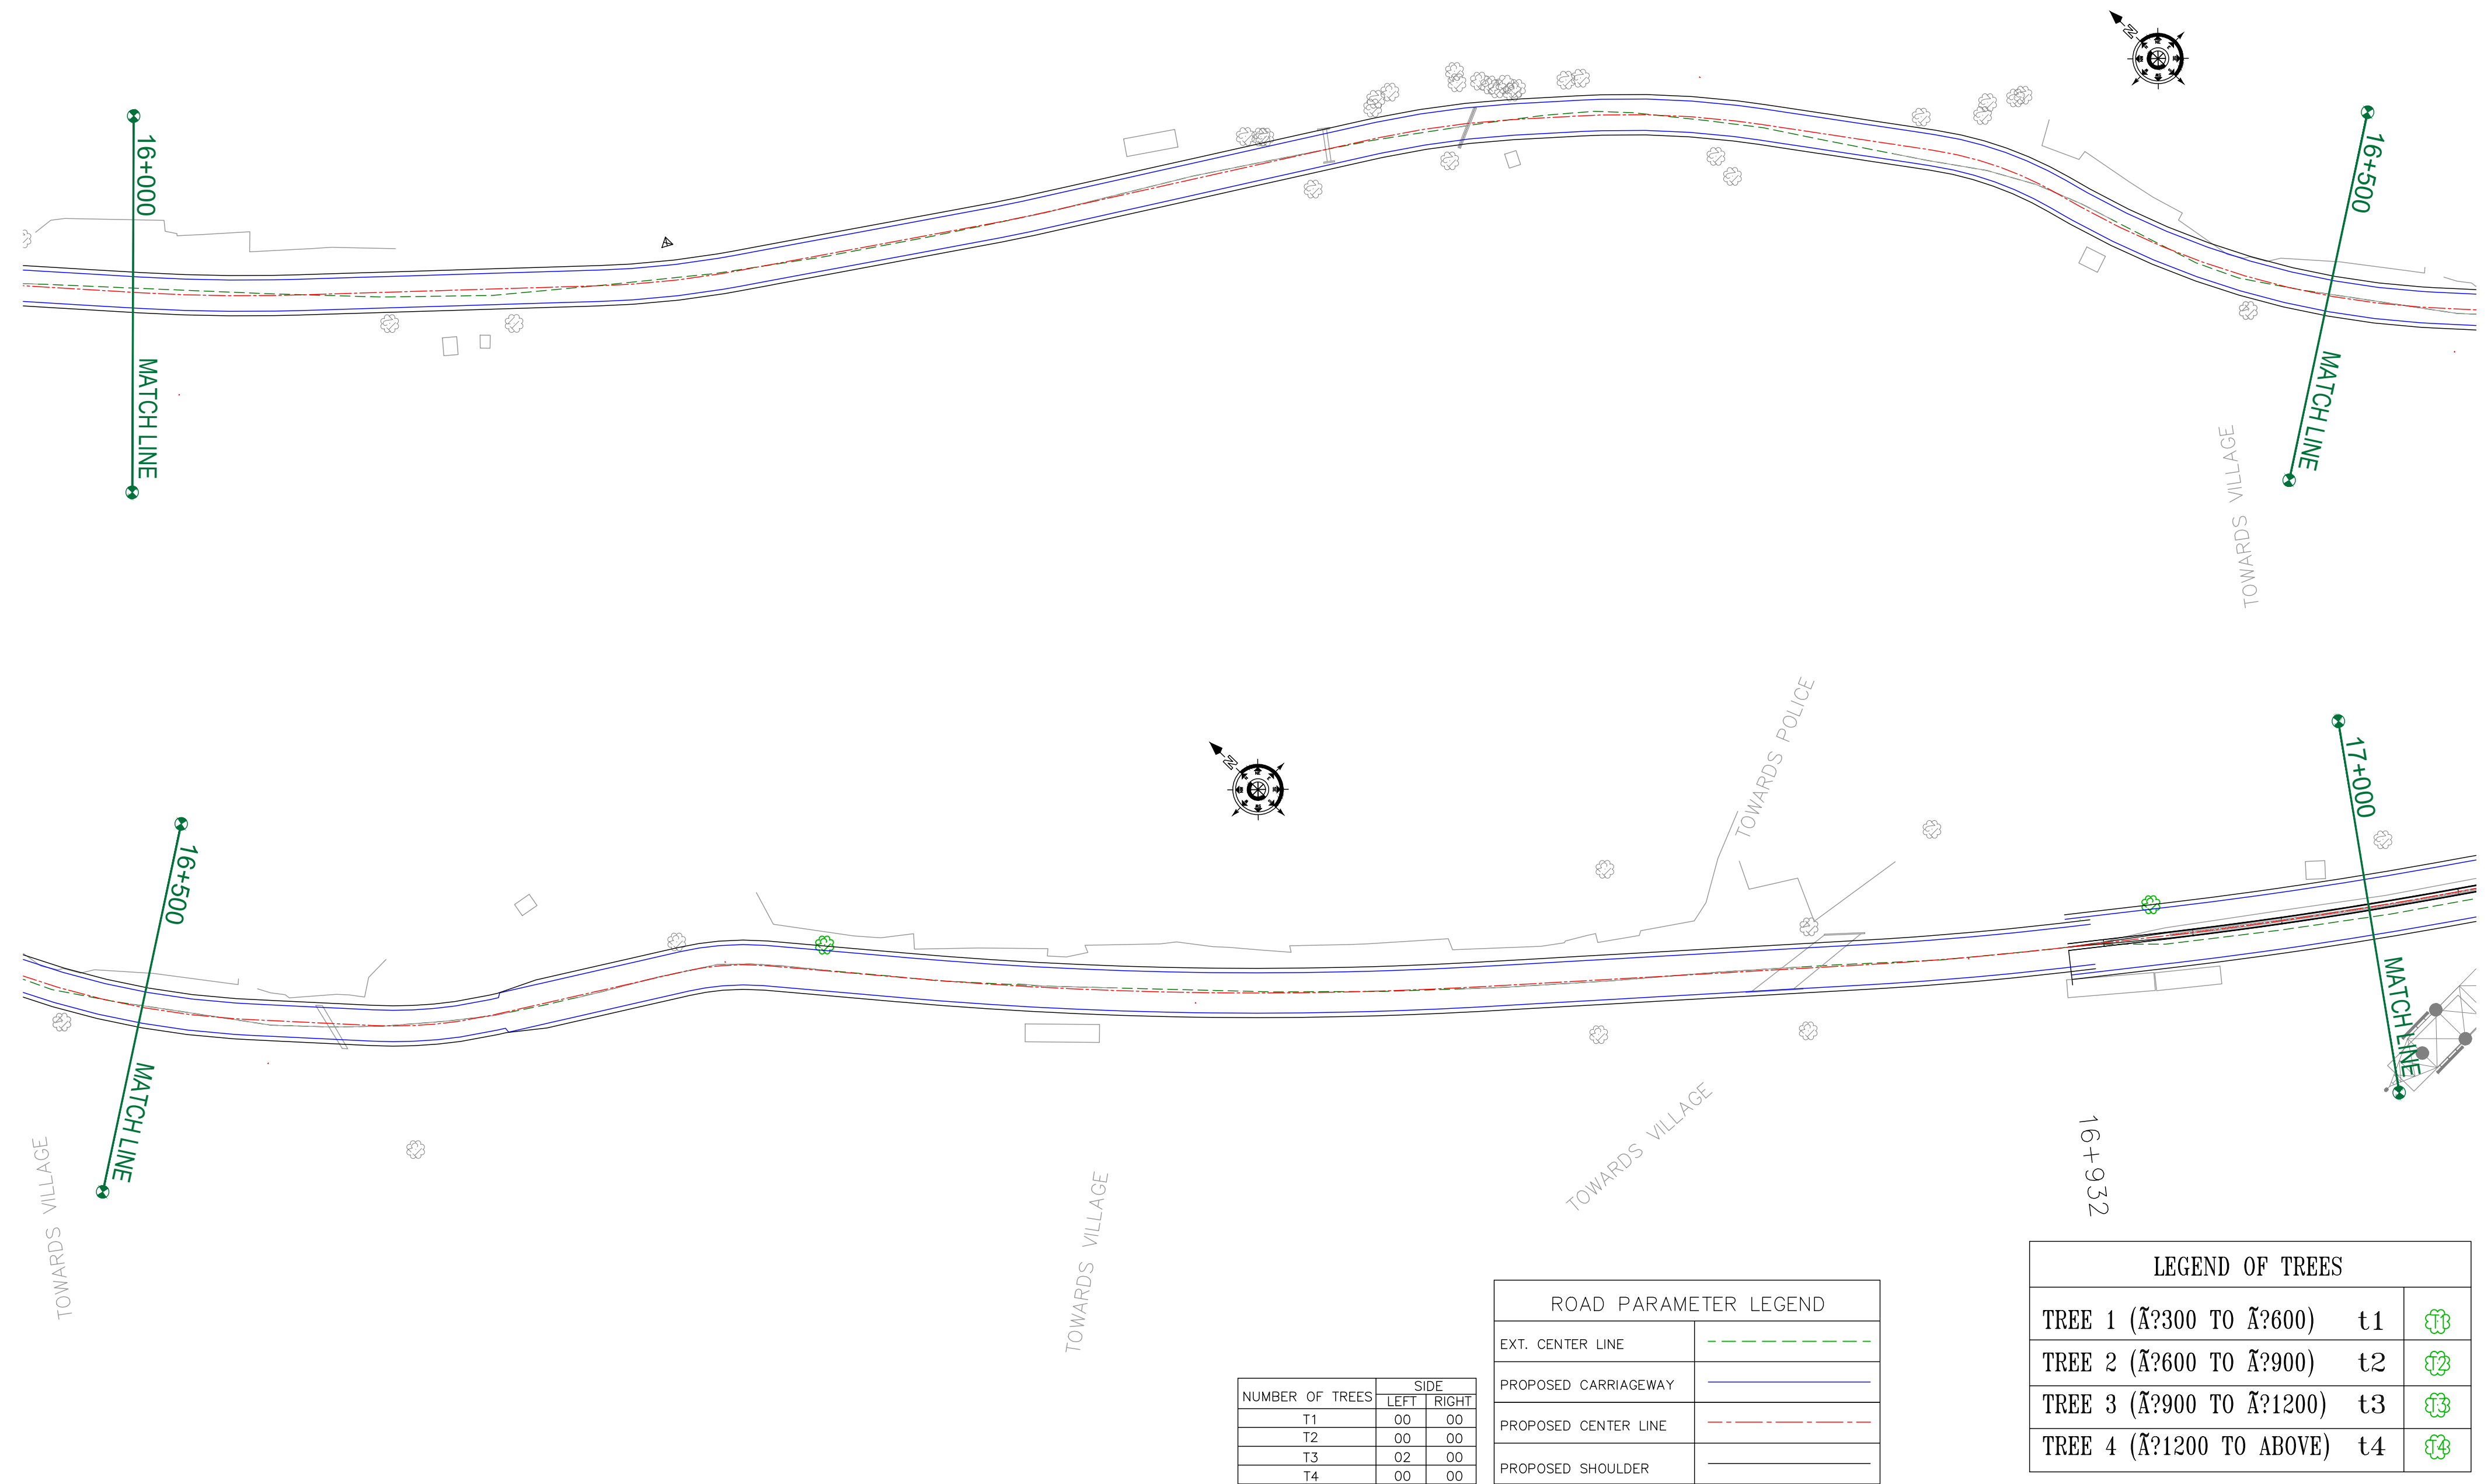 N
16+000
MATCH LINE
16+500
MATCH LINE
TOWARDS VILLAGE
N
TOWARDS POLICE
16+500
MATCH LINE
17+000
MATCH LINE
TOWARDS VILLAGE
TOWARDS VILLAGE
TOWARDS VILLAGE
16+932
NUMBER OF TREES SIDE
LEFT RIGHT
T1 00 00
T2 00 00
T3 02 00
T4 00 00
ROAD PARAMETER LEGEND
EXT. CENTER LINE
PROPOSED CARRIAGEWAY
PROPOSED CENTER LINE
PROPOSED SHOULDER
LEGEND OF TREES
TREE 1 (Ã?300 TO Ã?600) t1 T1
TREE 2 (Ã?600 TO Ã?900) t2 T2
TREE 3 (Ã?900 TO Ã?1200) t3 T3
TREE 4 (Ã?1200 TO ABOVE) t4 T4